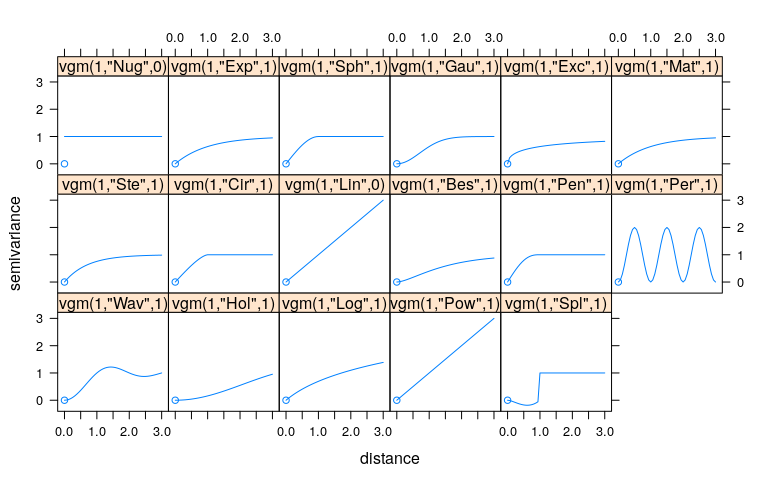 0.0 1.0 2.0 3.0 0.0 1.0 2.0 3.0 0.0 1.0 2.0 3.0
vgm(1,"Nug",0) vgm(1,"Exp",1) vgm(1,"Sph",1) vgm(1,"Gau",1) vgm(1,"Exc",1) vgm(1,"Mat",1)
3
2
1
0
vgm(1,"Ste",1) vgm(1,"Cir",1) vgm(1,"Lin",0) vgm(1,"Bes",1) vgm(1,"Pen",1) vgm(1,"Per",1)
3
2
1
0
semivariance
vgm(1,"Wav",1) vgm(1,"Hol",1) vgm(1,"Log",1) vgm(1,"Pow",1) vgm(1,"Spl",1)
3
2
1
0
0.0 1.0 2.0 3.0 0.0 1.0 2.0 3.0 0.0 1.0 2.0 3.0
distance